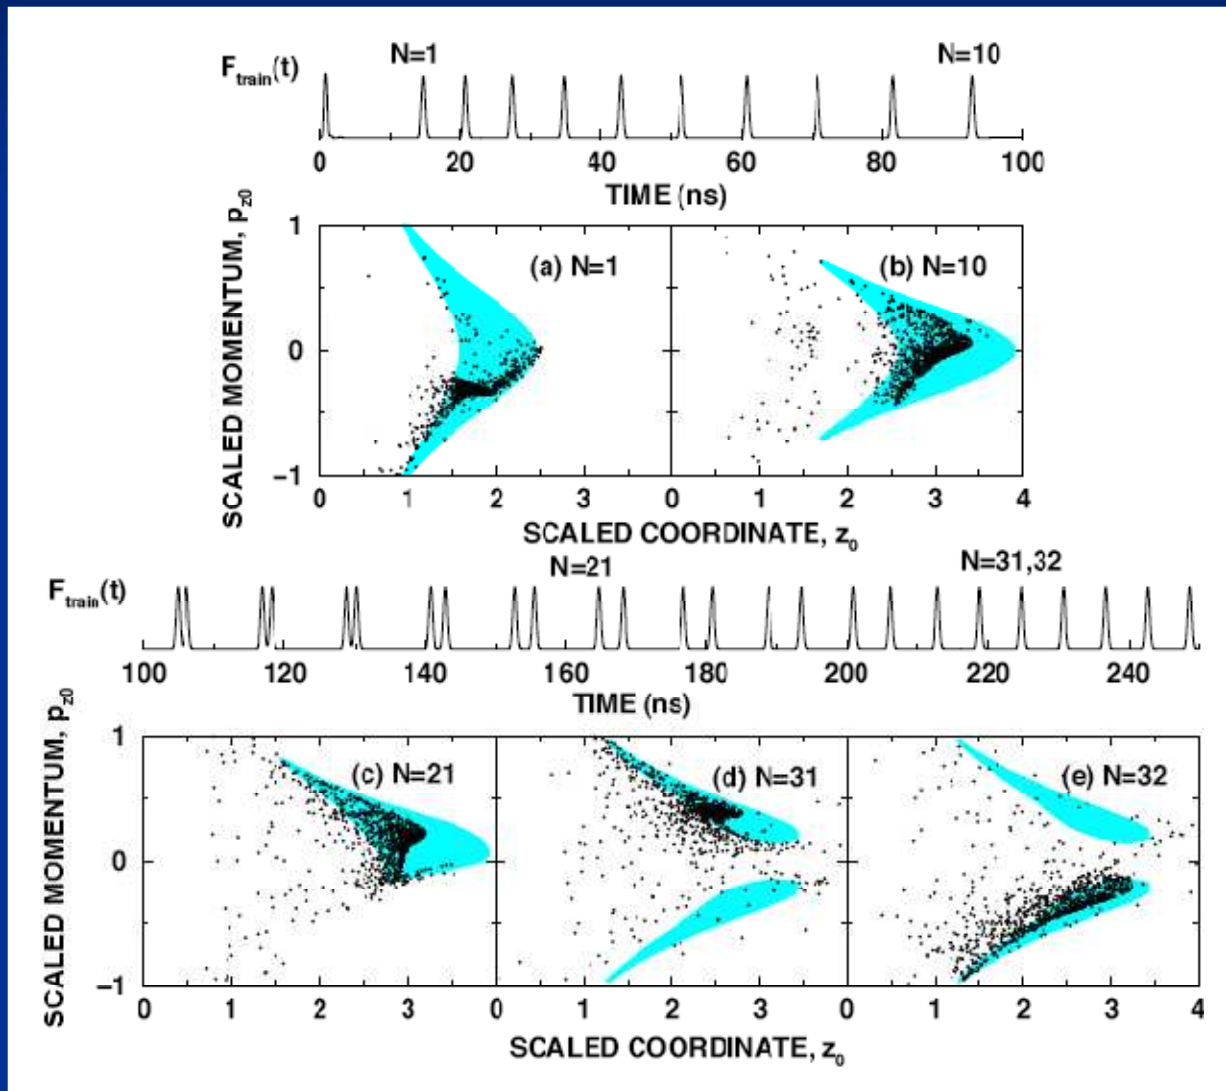 N=1 N=10
F_train(t)
0 20 40 60 80 100
TIME (ns)
SCALED MOMENTUM, p_z0
1
0
−1
(a) N=1
(b) N=10
0 1 2 3 0 1 2 3 4
SCALED COORDINATE, z_0
N=21 N=31,32
F_train(t)
100 120 140 160 180 200 220 240
TIME (ns)
SCALED MOMENTUM, p_z0
1
0
−1
(c) N=21
(d) N=31
(e) N=32
0 1 2 3 0 1 2 3 0 1 2 3 4
SCALED COORDINATE, z_0